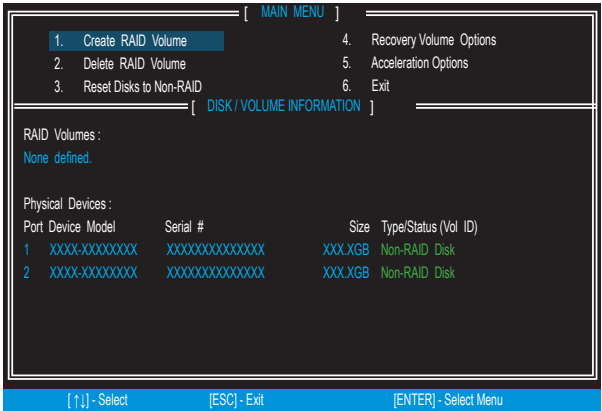 [ MAIN MENU ]
1. Create RAID Volume 4. Recovery Volume Options
2. Delete RAID Volume 5. Acceleration Options
3. Reset Disks to Non-RAID 6. Exit
[ DISK / VOLUME INFORMATION ]
RAID Volumes :
None defined.
Physical Devices :
Port Device Model Serial # Size Type/Status (Vol ID)
1 XXXX-XXXXXXXX XXXXXXXXXXXXXX XXX.XGB Non-RAID Disk
2 XXXX-XXXXXXXX XXXXXXXXXXXXXX XXX.XGB Non-RAID Disk
[↑↓] - Select [ESC] - Exit [ENTER] - Select Menu